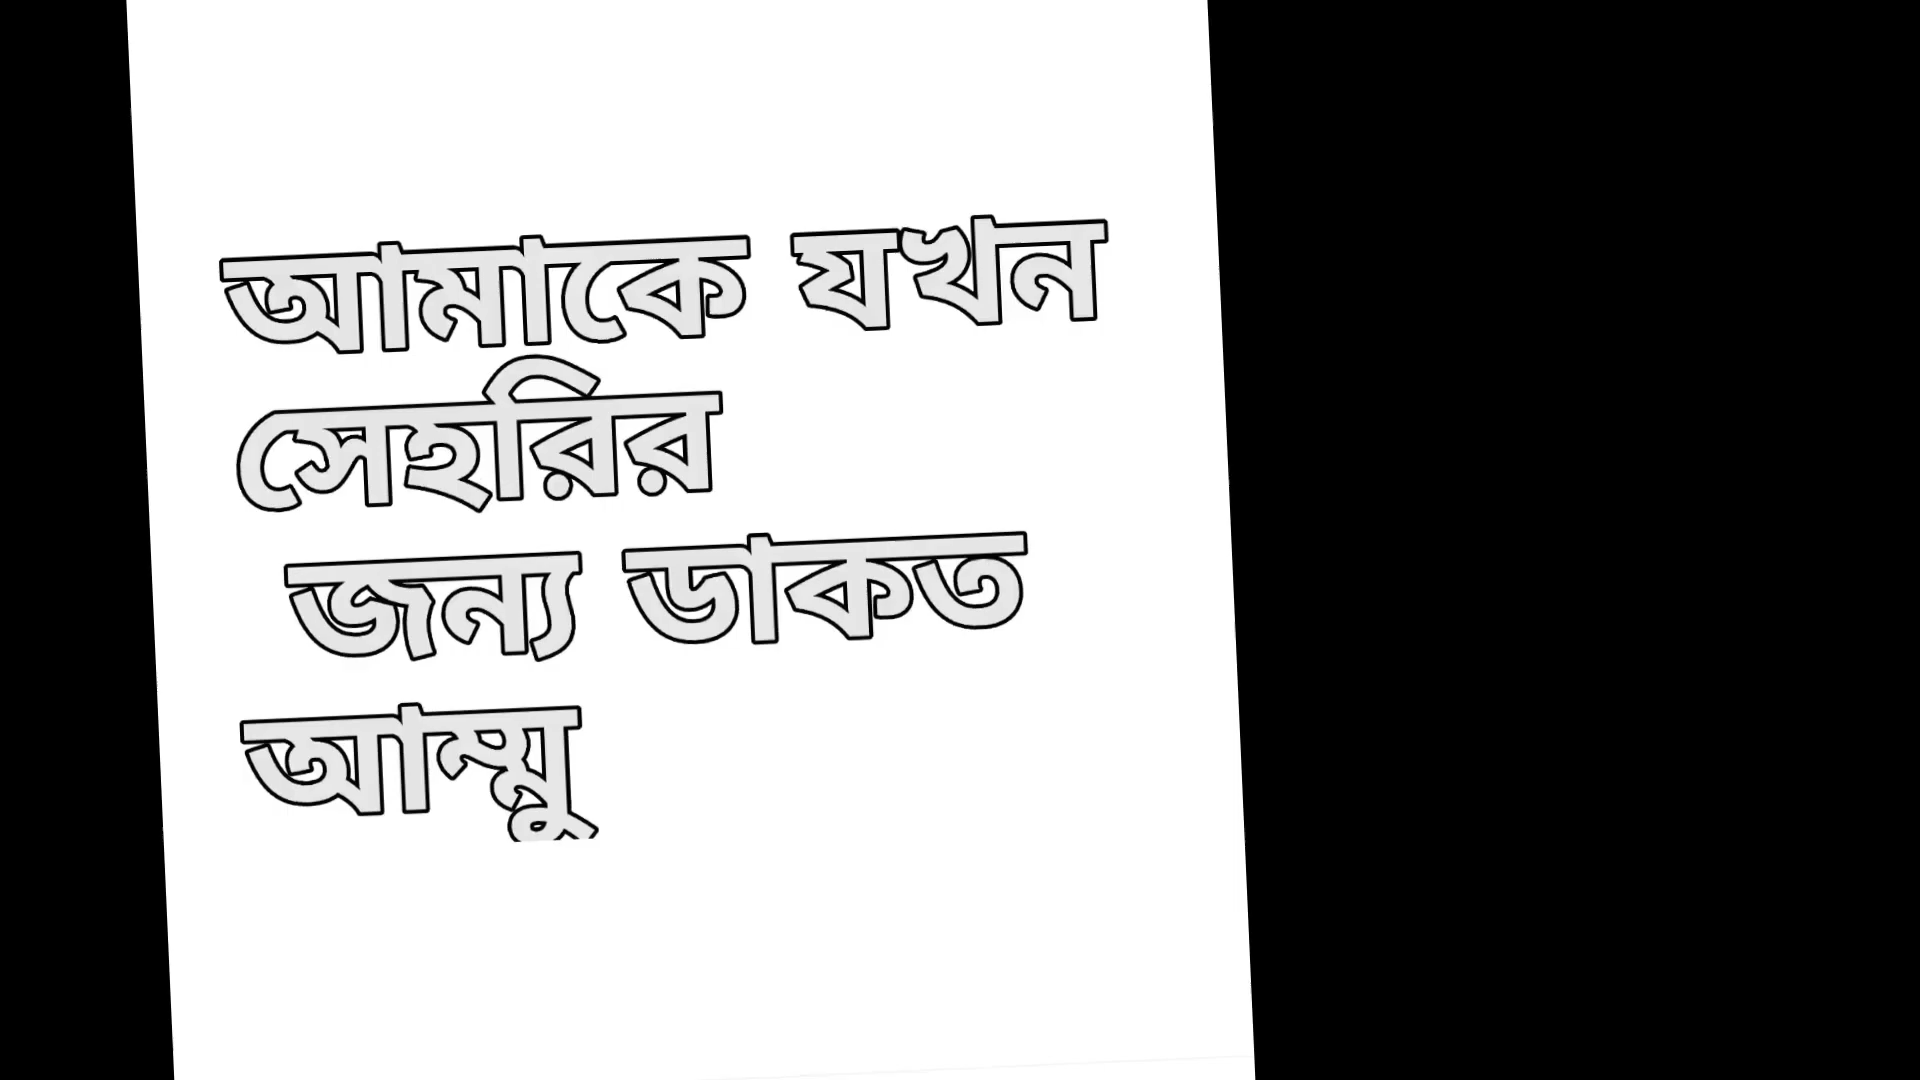 আমাকে যখন
সেহরির
জন্য ডাকত
আম্মু